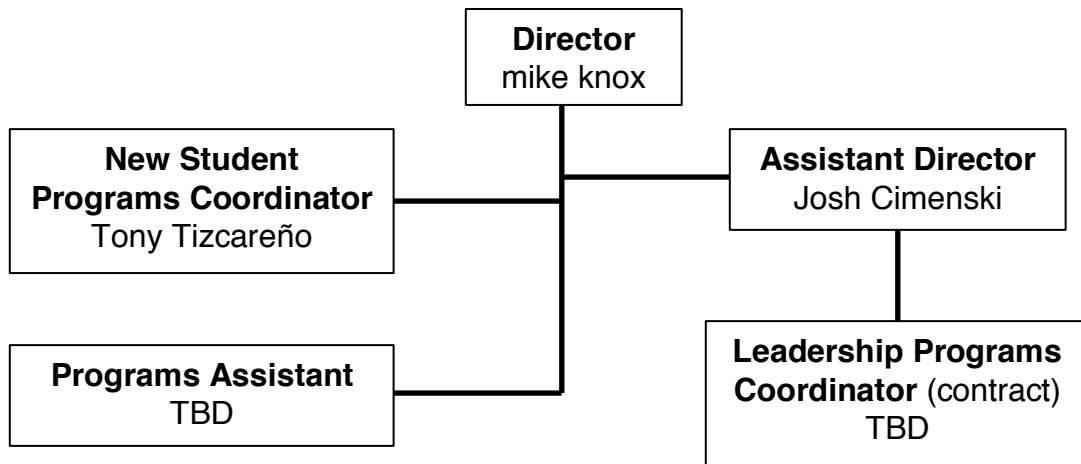 Director
mike knox
New Student
Programs Coordinator
Tony Tizcareño
Assistant Director
Josh Cimenski
Programs Assistant
TBD
Leadership Programs
Coordinator (contract)
TBD